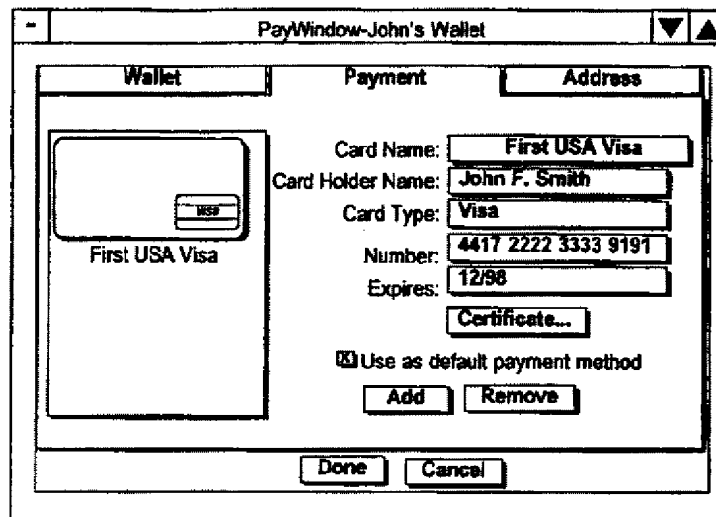 PayWindow-John's Wallet
Wallet Payment Address
VISA
First USA Visa
Card Name: First USA Visa
Card Holder Name: John F. Smith
Card Type: Visa
Number: 4417 2222 3333 9191
Expires: 12/98
Certificate...
Use as default payment method
Add Remove
Done Cancel